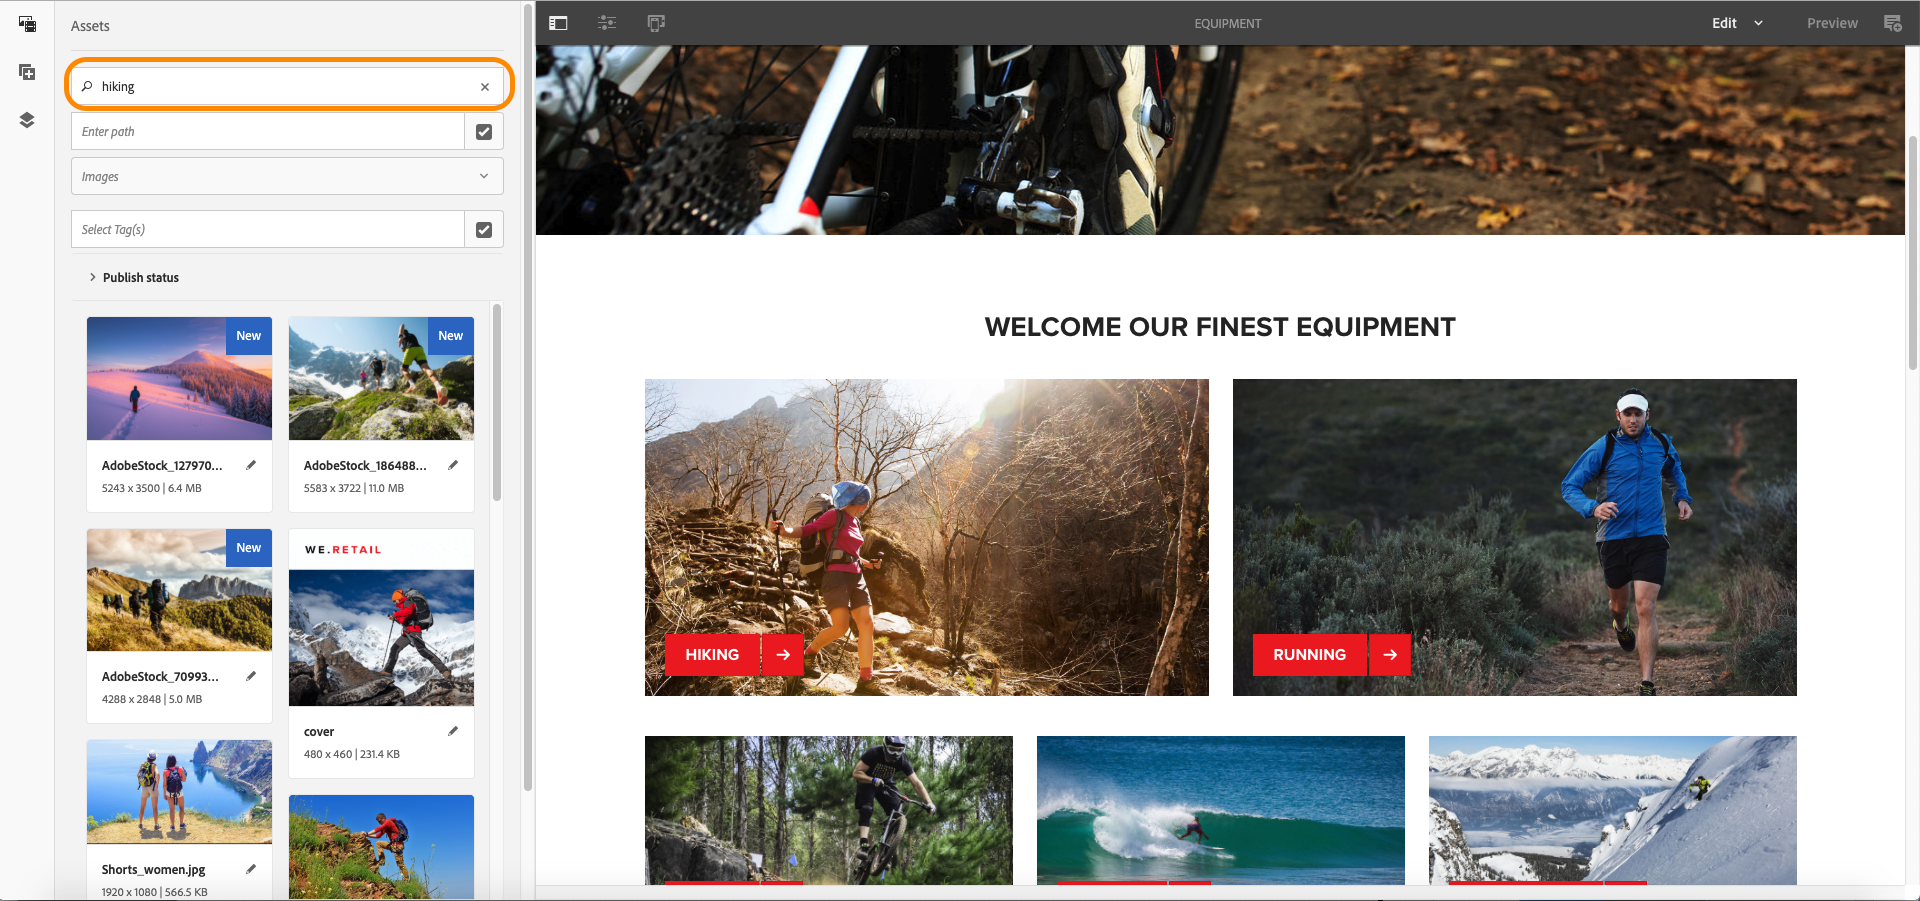 Assets
hiking
Enter path
Images
Select Tag(s)
Publish status
New
AdobeStock_127970...
5243 x 3500 | 6.4 MB
New
AdobeStock_186488...
5583 x 3722 | 11.0 MB
New
AdobeStock_70993...
4288 x 2848 | 5.0 MB
WE.RETAIL
cover
480 x 460 | 231.4 KB
Shorts_women.jpg
1920 x 1080 | 566.5 KB
EQUIPMENT
Edit
Preview
WELCOME OUR FINEST EQUIPMENT
HIKING
RUNNING